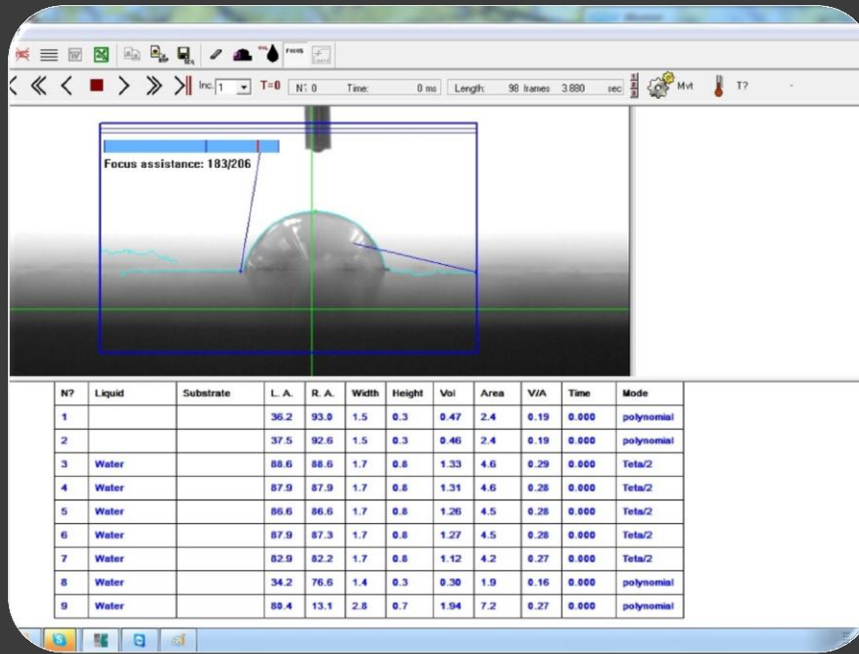 Inc. 1 T=0 N°: 0 Time: 0 ms Length: 98 frames 3.880 sec Mvt T?
Focus assistance: 183/206
N? Liquid Substrate L. A. R. A. Width Height Vol Area V/A Time Mode
1 36.2 93.0 1.5 0.3 0.47 2.4 0.19 0.000 polynomial
2 37.5 92.6 1.5 0.3 0.46 2.4 0.19 0.000 polynomial
3 Water 88.6 88.6 1.7 0.8 1.33 4.6 0.29 0.000 Teta/2
4 Water 87.9 87.9 1.7 0.8 1.31 4.6 0.28 0.000 Teta/2
5 Water 86.6 86.6 1.7 0.8 1.26 4.5 0.28 0.000 Teta/2
6 Water 87.9 87.3 1.7 0.8 1.27 4.5 0.28 0.000 Teta/2
7 Water 82.9 82.2 1.7 0.8 1.12 4.2 0.27 0.000 Teta/2
8 Water 34.2 76.6 1.4 0.3 0.30 1.9 0.16 0.000 polynomial
9 Water 80.4 13.1 2.8 0.7 1.94 7.2 0.27 0.000 polynomial